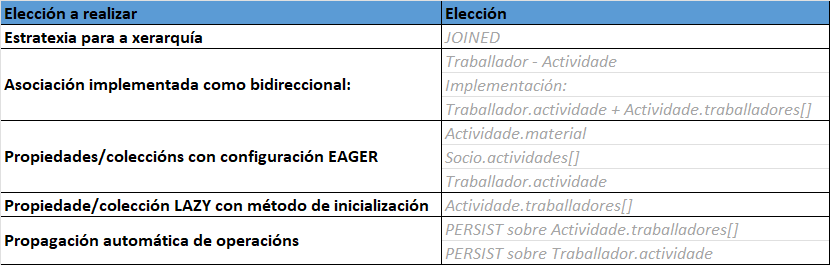 Elección a realizar
Elección
Estratexia para a xerarquía
JOINED
Asociación implementada como bidireccional:
Traballador - Actividade
Implementación:
Traballador.actividade + Actividade.traballadores[]
Propiedades/coleccións con configuración EAGER
Actividade.material
Socio.actividades[]
Traballador.actividade
Propiedade/colección LAZY con método de inicialización
Actividade.traballadores[]
Propagación automática de operacións
PERSIST sobre Actividade.traballadores[]
PERSIST sobre Traballador.actividade